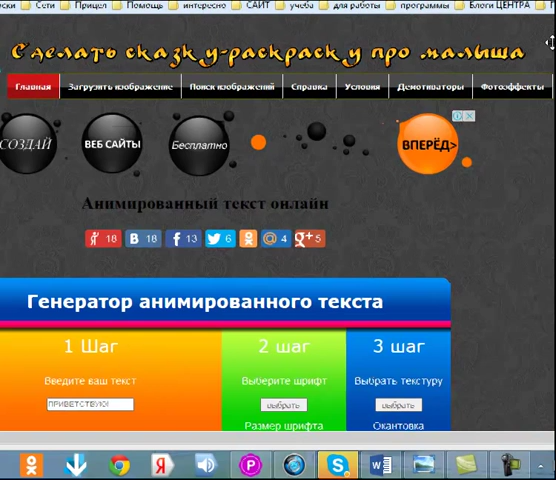 Сети Прицел Помощь интересно САЙТ учеба для работы программы Блоги ЦЕНТРА
Сделать сказку-раскраску про малыша
Главная Загрузить изображение Поиск изображений Справка Условия Демотиваторы Фотоэффекты
СОЗДАЙ ВЕБ САЙТЫ Бесплатно ВПЕРЁД>
Анимированный текст онлайн
18 18 13 6 4 5
Генератор анимированного текста
1 Шаг 2 шаг 3 шаг
Введите ваш текст Выберите шрифт Выбрать текстуру
ПРИВЕТСТВУЮ! выбрать выбрать
Размер шрифта Окантовка